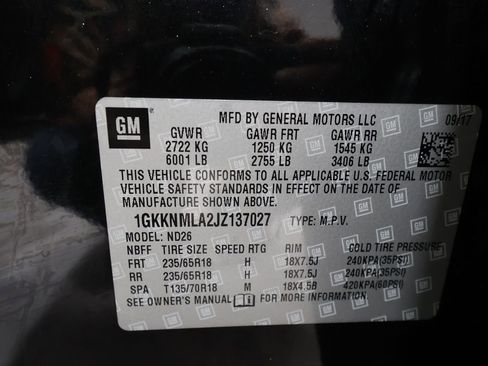 GM
MFD BY GENERAL MOTORS LLC 09/17
GVWR GAWR FRT GAWR RR
2722 KG 1250 KG 1545 KG
6001 LB 2755 LB 3406 LB
THIS VEHICLE CONFORMS TO ALL APPLICABLE U.S. FEDERAL MOTOR
VEHICLE SAFETY STANDARDS IN EFFECT ON THE DATE OF
MANUFACTURE SHOWN ABOVE.
1GKKNMLA2JZ137027 TYPE: M.P.V.
MODEL: ND26
NBFF TIRE SIZE SPEED RTG RIM COLD TIRE PRESSURE
FRT 235/65R18 H 18X7.5J 240KPA(35PSI)
RR 235/65R18 H 18X7.5J 240KPA(35PSI)
SPA T135/70R18 M 18X4.5B 420KPA(60PSI)
SEE OWNER'S MANUAL FOR MORE INFORMATION.